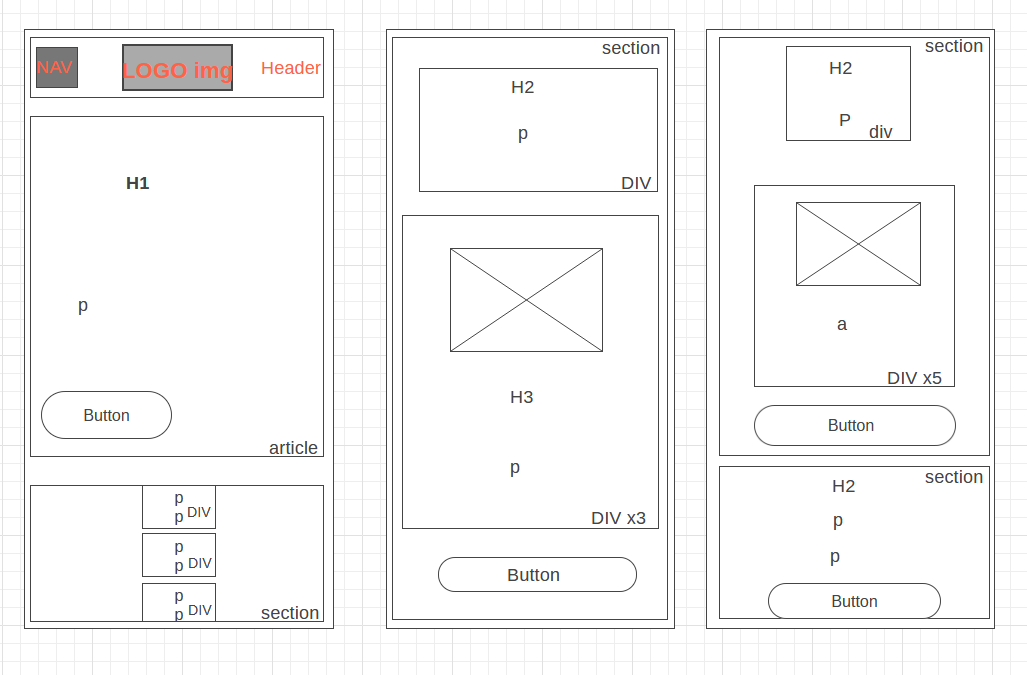 NAV
LOGO img
Header
H1
p
Button
article
p
p DIV
p
p DIV
p
p DIV
section
section
H2
p
DIV
H3
p
DIV x3
Button
section
H2
P
div
a
DIV x5
Button
section
H2
p
p
Button